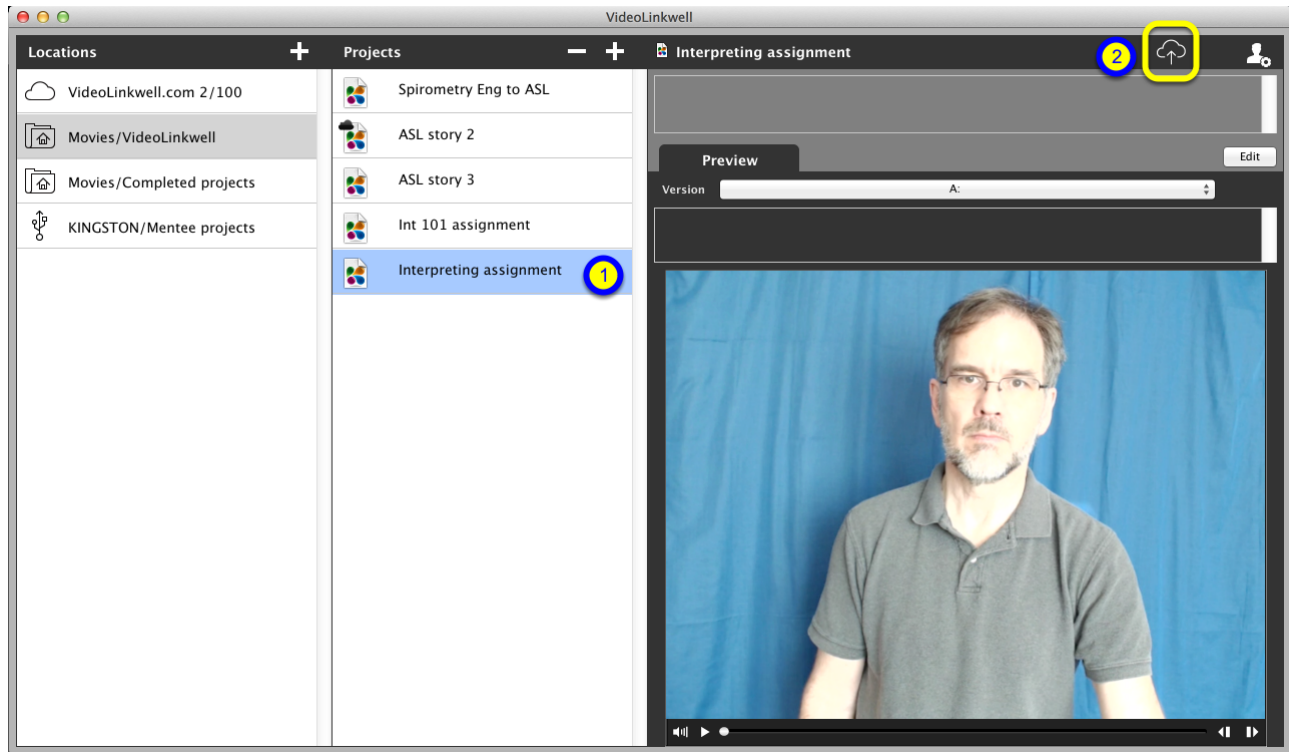 VideoLinkwell
Locations +
VideoLinkwell.com 2/100
Movies/VideoLinkwell
Movies/Completed projects
KINGSTON/Mentee projects
Projects − +
Spirometry Eng to ASL
ASL story 2
ASL story 3
Int 101 assignment
Interpreting assignment 1
Interpreting assignment 2
Preview
Edit
Version A: